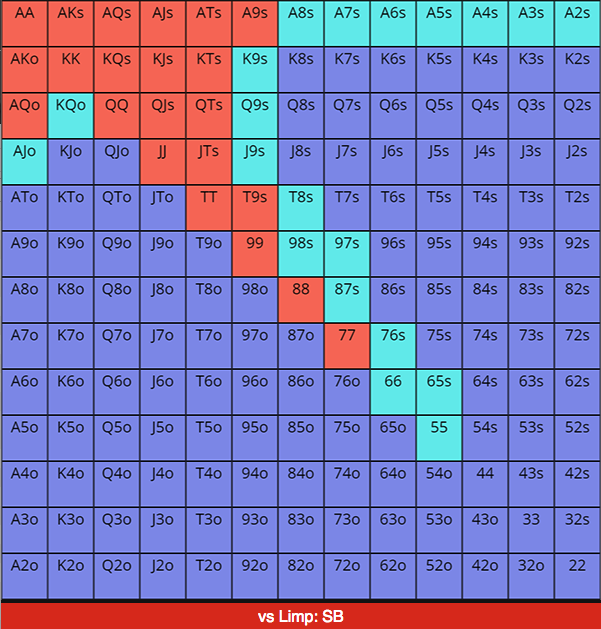 AA AKs AQs AJs ATs A9s A8s A7s A6s A5s A4s A3s A2s
AKo KK KQs KJs KTs K9s K8s K7s K6s K5s K4s K3s K2s
AQo KQo QQ QJs QTs Q9s Q8s Q7s Q6s Q5s Q4s Q3s Q2s
AJo KJo QJo JJ JTs J9s J8s J7s J6s J5s J4s J3s J2s
ATo KTo QTo JTo TT T9s T8s T7s T6s T5s T4s T3s T2s
A9o K9o Q9o J9o T9o 99 98s 97s 96s 95s 94s 93s 92s
A8o K8o Q8o J8o T8o 98o 88 87s 86s 85s 84s 83s 82s
A7o K7o Q7o J7o T7o 97o 87o 77 76s 75s 74s 73s 72s
A6o K6o Q6o J6o T6o 96o 86o 76o 66 65s 64s 63s 62s
A5o K5o Q5o J5o T5o 95o 85o 75o 65o 55 54s 53s 52s
A4o K4o Q4o J4o T4o 94o 84o 74o 64o 54o 44 43s 42s
A3o K3o Q3o J3o T3o 93o 83o 73o 63o 53o 43o 33 32s
A2o K2o Q2o J2o T2o 92o 82o 72o 62o 52o 42o 32o 22
vs Limp: SB